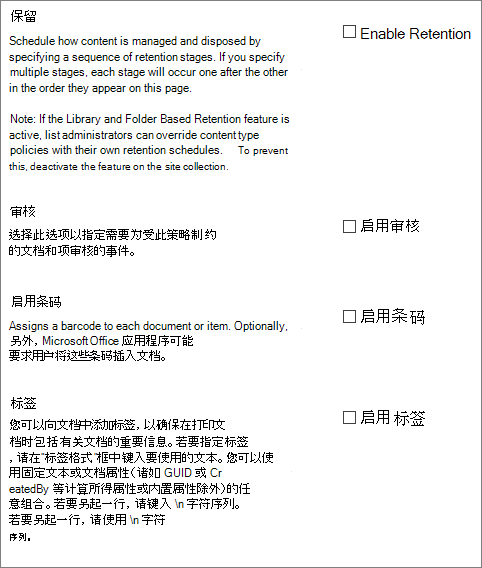 保留
Enable Retention
Schedule how content is managed and disposed by
specifying a sequence of retention stages. If you specify
multiple stages, each stage will occur one after the other
in the order they appear on this page.
Note: If the Library and Folder Based Retention feature is
active, list administrators can override content type
policies with their own retention schedules. To prevent
this, deactivate the feature on the site collection.
审核
启用审核
选择此选项以指定需要为受此策略制约
的文档和项审核的事件。
启用条码
启用条码
Assigns a barcode to each document or item. Optionally,
另外，Microsoft Office 应用程序可能
要求用户将这些条码插入文档。
标签
启用标签
您可以向文档中添加标签，以确保在打印文
档时包括有关文档的重要信息。若要指定标签
，请在"标签格式"框中键入要使用的文本。您可以使
用固定文本或文档属性（诸如 GUID 或 Cr
eatedBy 等计算所得属性或内置属性除外）的任
意组合。若要另起一行，请键入 \n 字符序列。
若要另起一行，请使用 \n 字符
序列。